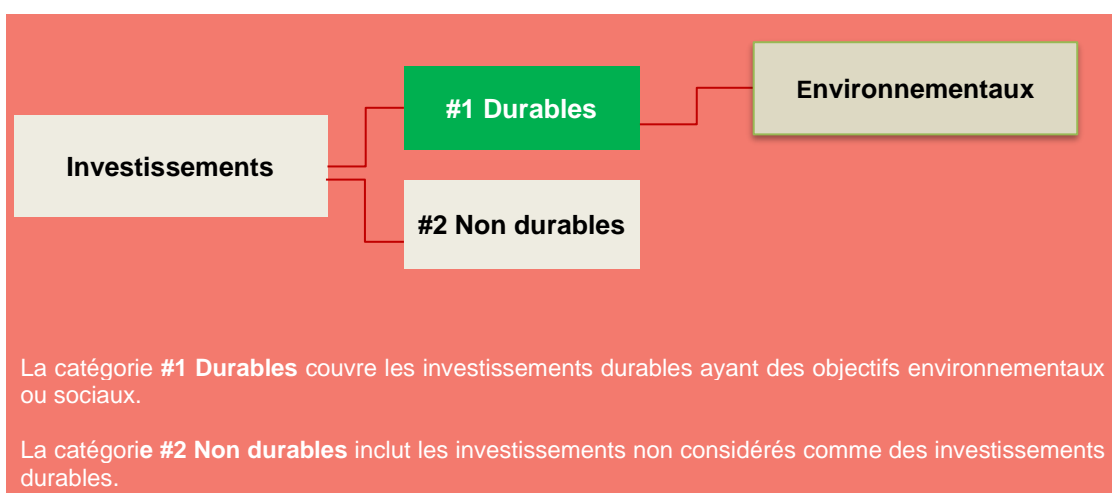 #1 Durables
Environnementaux
Investissements
#2 Non durables
La catégorie #1 Durables couvre les investissements durables ayant des objectifs environnementaux
ou sociaux.
La catégorie #2 Non durables inclut les investissements non considérés comme des investissements
durables.